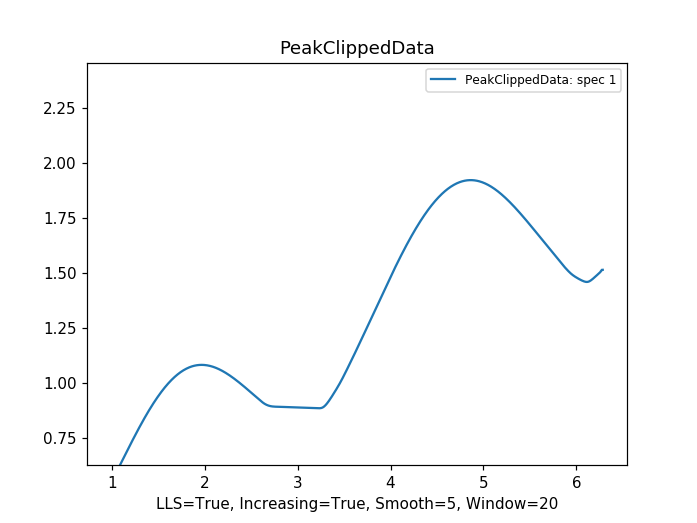 PeakClippedData
PeakClippedData: spec 1
2.25
2.00
1.75
1.50
1.25
1.00
0.75
1 2 3 4 5 6
LLS=True, Increasing=True, Smooth=5, Window=20